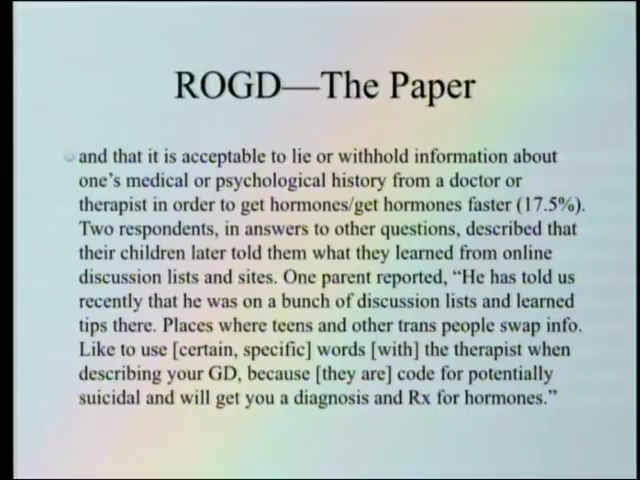 ROGD—The Paper
and that it is acceptable to lie or withhold information about
one's medical or psychological history from a doctor or
therapist in order to get hormones/get hormones faster (17.5%).
Two respondents, in answers to other questions, described that
their children later told them what they learned from online
discussion lists and sites. One parent reported, “He has told us
recently that he was on a bunch of discussion lists and learned
tips there. Places where teens and other trans people swap info.
Like to use [certain, specific] words [with] the therapist when
describing your GD, because [they are] code for potentially
suicidal and will get you a diagnosis and Rx for hormones.”